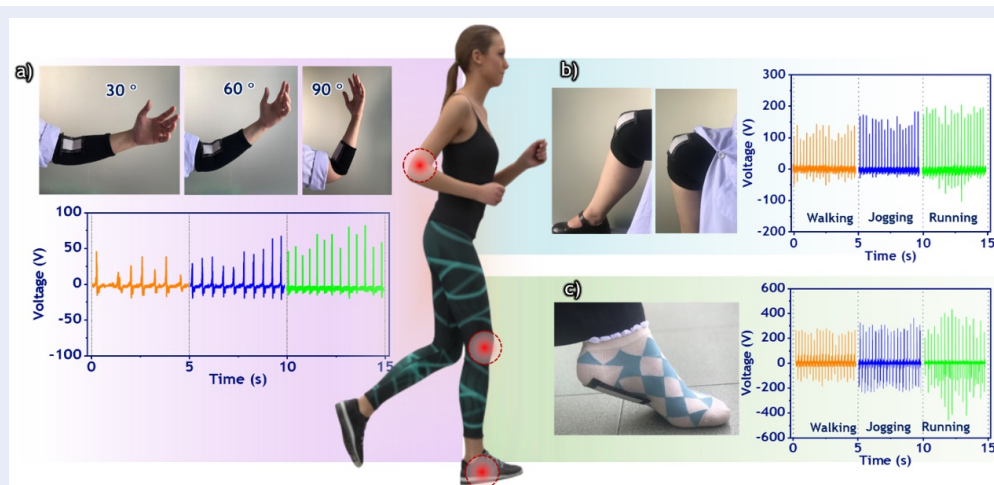 a)
30 °
60 °
90 °
Voltage (V)
100
50
0
-50
-100
0
5
10
15
Time (s)
b)
Voltage (V)
300
200
100
0
-100
-200
Walking
Jogging
Running
0
5
10
15
Time (s)
c)
Voltage (V)
600
400
200
0
-200
-400
-600
Walking
Jogging
Running
0
5
10
15
Time (s)